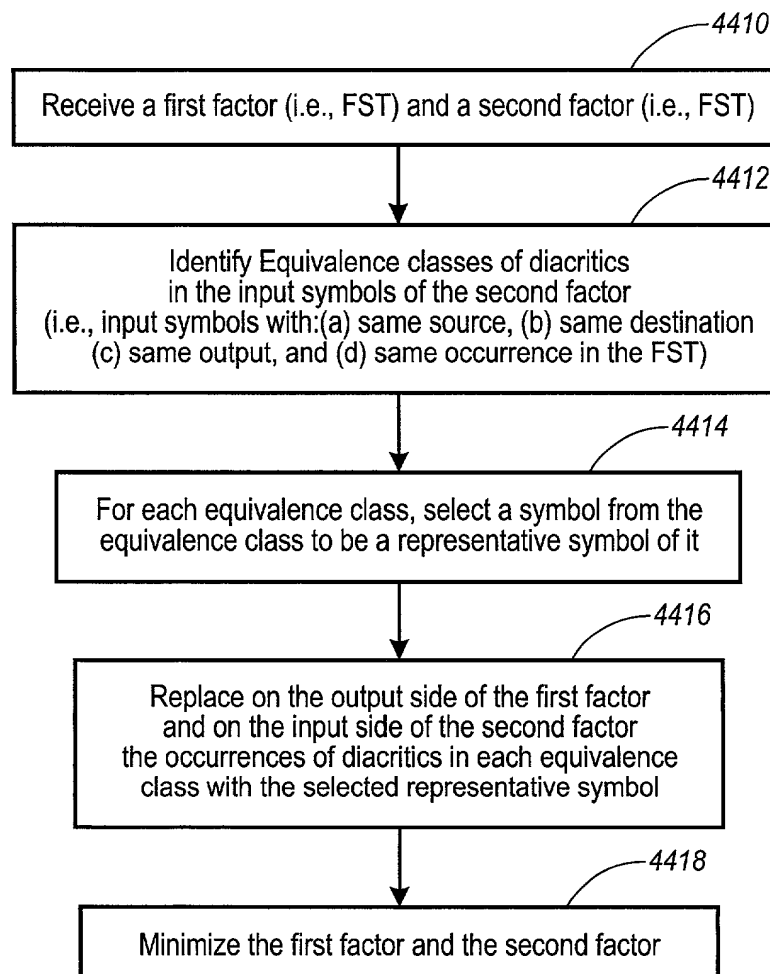 4410
Receive a first factor (i.e., FST) and a second factor (i.e., FST)
4412
Identify Equivalence classes of diacritics
in the input symbols of the second factor
(i.e., input symbols with:(a) same source, (b) same destination
(c) same output, and (d) same occurrence in the FST)
4414
For each equivalence class, select a symbol from the
equivalence class to be a representative symbol of it
4416
Replace on the output side of the first factor
and on the input side of the second factor
the occurrences of diacritics in each equivalence
class with the selected representative symbol
4418
Minimize the first factor and the second factor